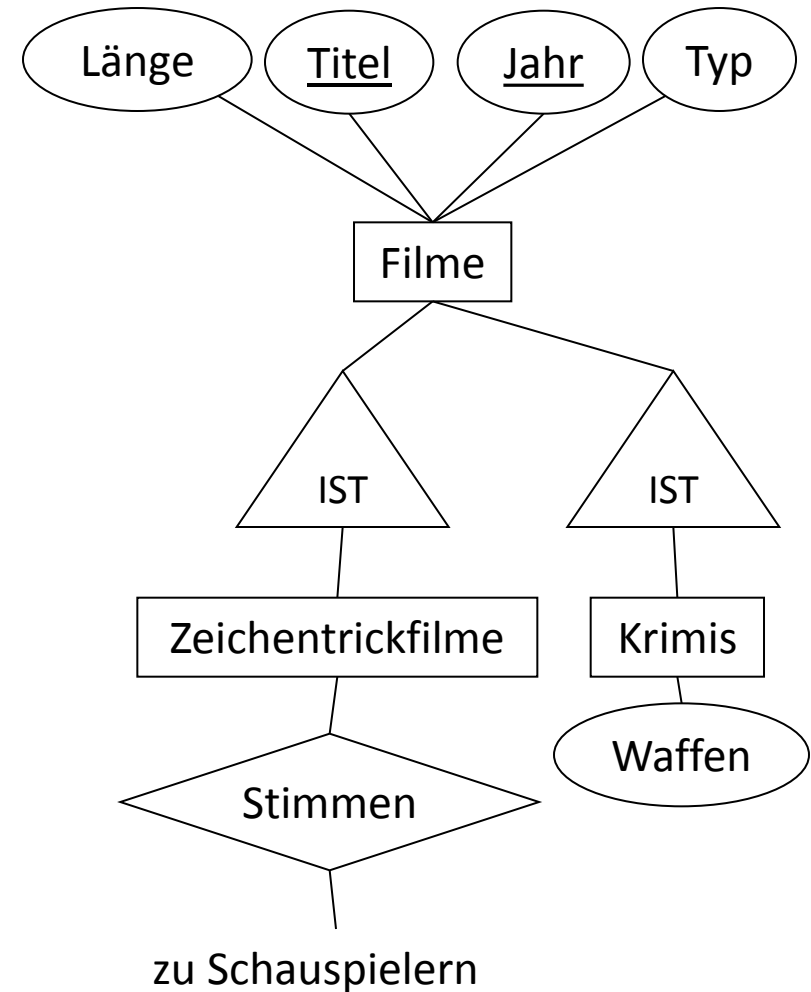 Länge Titel Jahr Typ
Filme
IST IST
Zeichentrickfilme Krimis
Waffen
Stimmen
zu Schauspielern